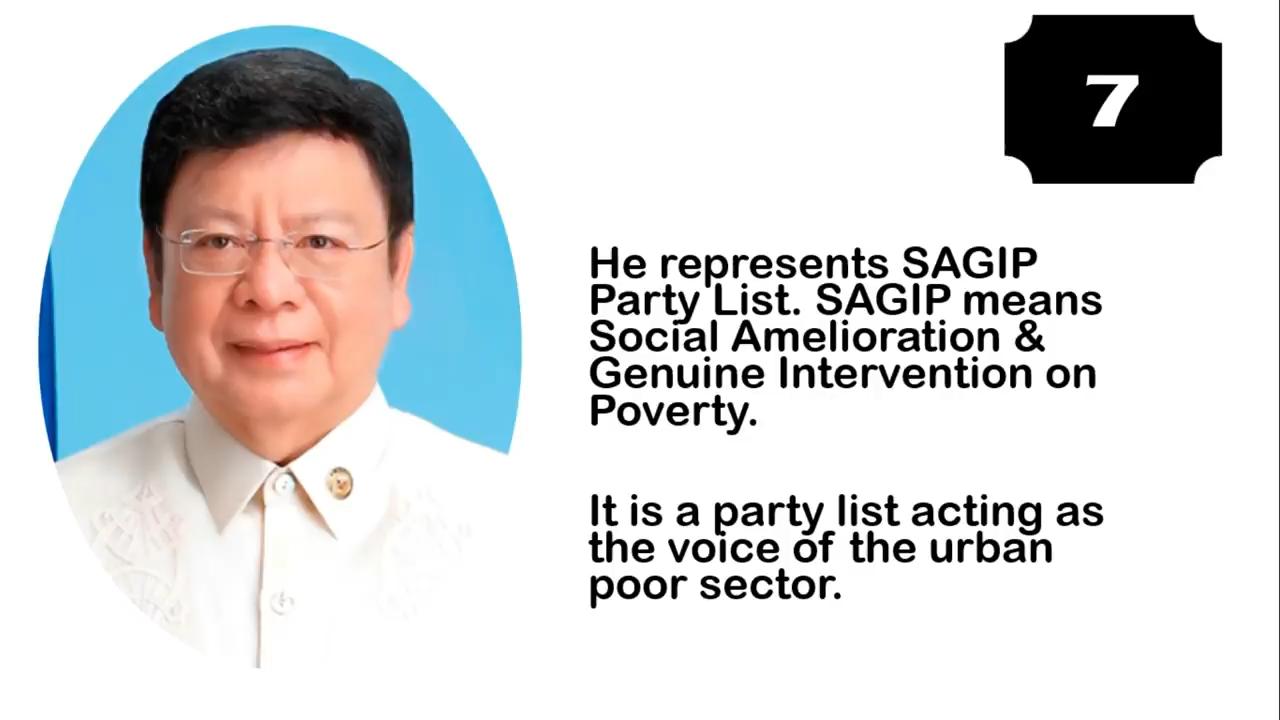 7
He represents SAGIP
Party List. SAGIP means
Social Amelioration &
Genuine Intervention on
Poverty.
It is a party list acting as
the voice of the urban
poor sector.